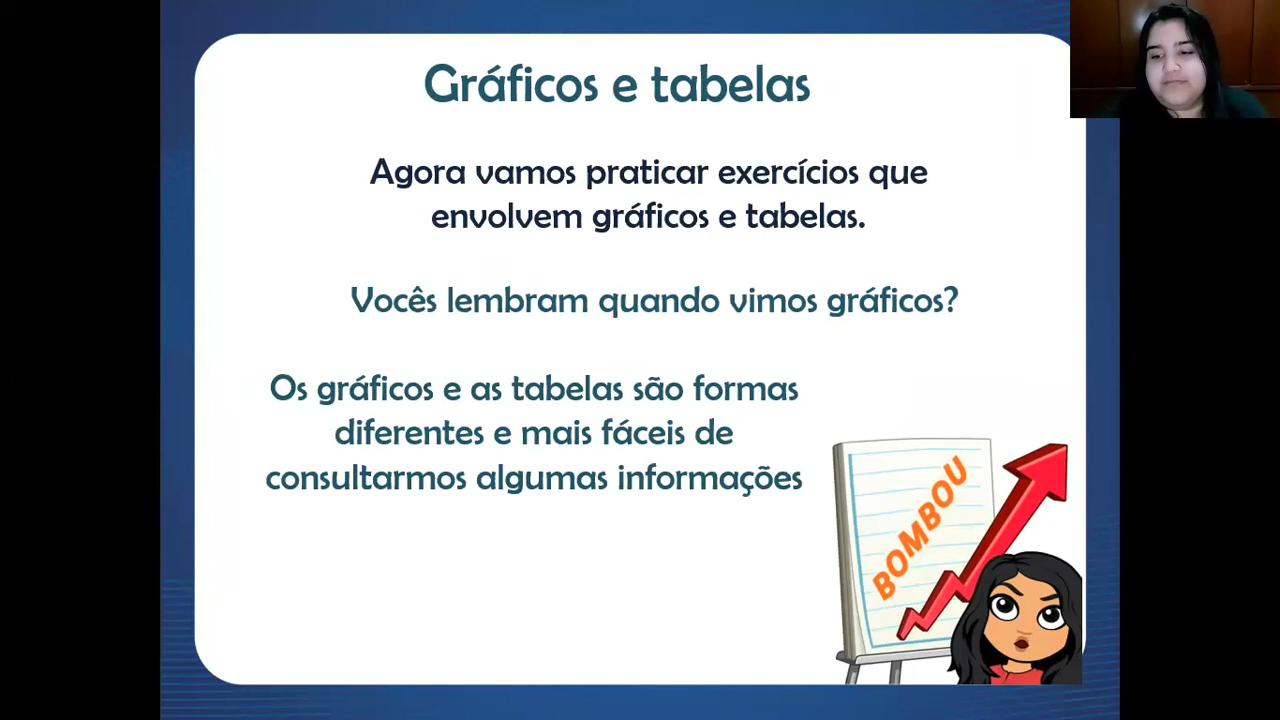 Gráficos e tabelas
Agora vamos praticar exercícios que
envolvem gráficos e tabelas.
Vocês lembram quando vimos gráficos?
Os gráficos e as tabelas são formas
diferentes e mais fáceis de
consultarmos algumas informações
BOMBOU